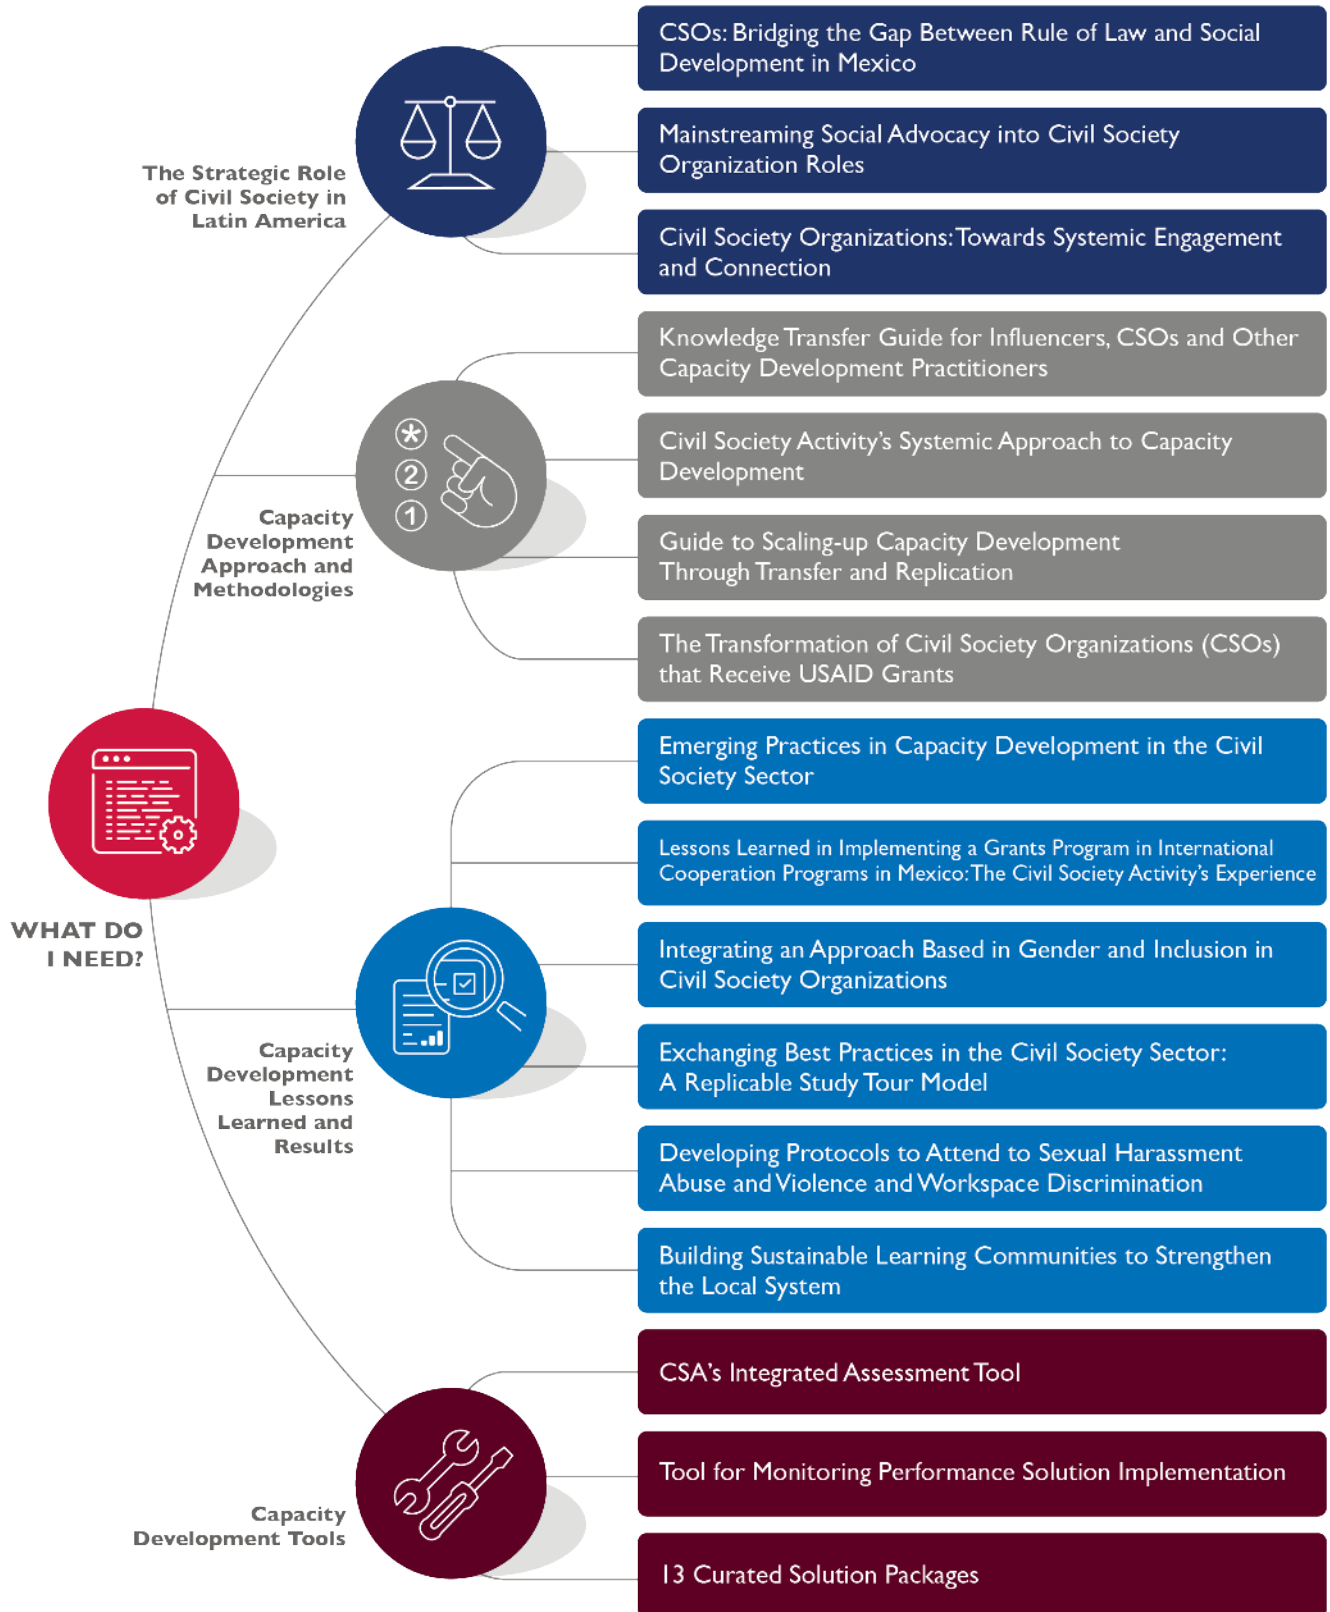 WHAT DO
I NEED?
The Strategic Role
of Civil Society in
Latin America
CSOs: Bridging the Gap Between Rule of Law and Social
Development in Mexico
Mainstreaming Social Advocacy into Civil Society
Organization Roles
Civil Society Organizations: Towards Systemic Engagement
and Connection
Capacity
Development
Approach and
Methodologies
*
2
1
Knowledge Transfer Guide for Influencers, CSOs and Other
Capacity Development Practitioners
Civil Society Activity’s Systemic Approach to Capacity
Development
Guide to Scaling-up Capacity Development
Through Transfer and Replication
The Transformation of Civil Society Organizations (CSOs)
that Receive USAID Grants
Capacity
Development
Lessons
Learned and
Results
Emerging Practices in Capacity Development in the Civil
Society Sector
Lessons Learned in Implementing a Grants Program in International
Cooperation Programs in Mexico: The Civil Society Activity’s Experience
Integrating an Approach Based in Gender and Inclusion in
Civil Society Organizations
Exchanging Best Practices in the Civil Society Sector:
A Replicable Study Tour Model
Developing Protocols to Attend to Sexual Harassment
Abuse and Violence and Workspace Discrimination
Building Sustainable Learning Communities to Strengthen
the Local System
Capacity
Development Tools
CSA’s Integrated Assessment Tool
Tool for Monitoring Performance Solution Implementation
13 Curated Solution Packages